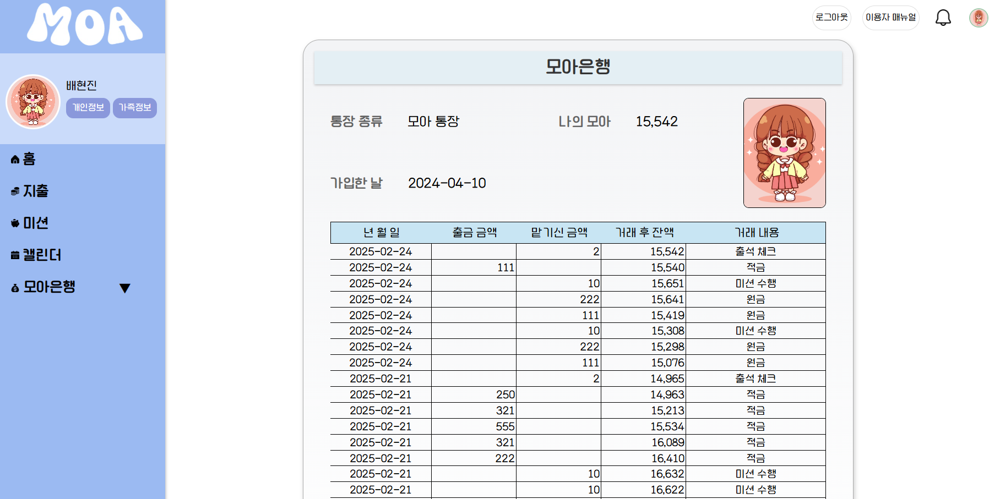 MOA
로그아웃 이용자 매뉴얼
배현진
개인정보 가족정보
홈
지출
미션
캘린더
모아은행 ▼
모아은행
통장 종류 모아 통장 나의 모아 15,542
가입한 날 2024-04-10
년 월 일 출금 금액 맡기신 금액 거래 후 잔액 거래 내용
2025-02-24 2 15,542 출석 체크
2025-02-24 111 15,540 적금
2025-02-24 10 15,651 미션 수행
2025-02-24 222 15,641 원금
2025-02-24 111 15,419 원금
2025-02-24 10 15,308 미션 수행
2025-02-24 222 15,298 원금
2025-02-24 111 15,076 원금
2025-02-21 2 14,965 출석 체크
2025-02-21 250 14,963 적금
2025-02-21 321 15,213 적금
2025-02-21 555 15,534 적금
2025-02-21 321 16,089 적금
2025-02-21 222 16,410 적금
2025-02-21 10 16,632 미션 수행
2025-02-21 10 16,622 미션 수행